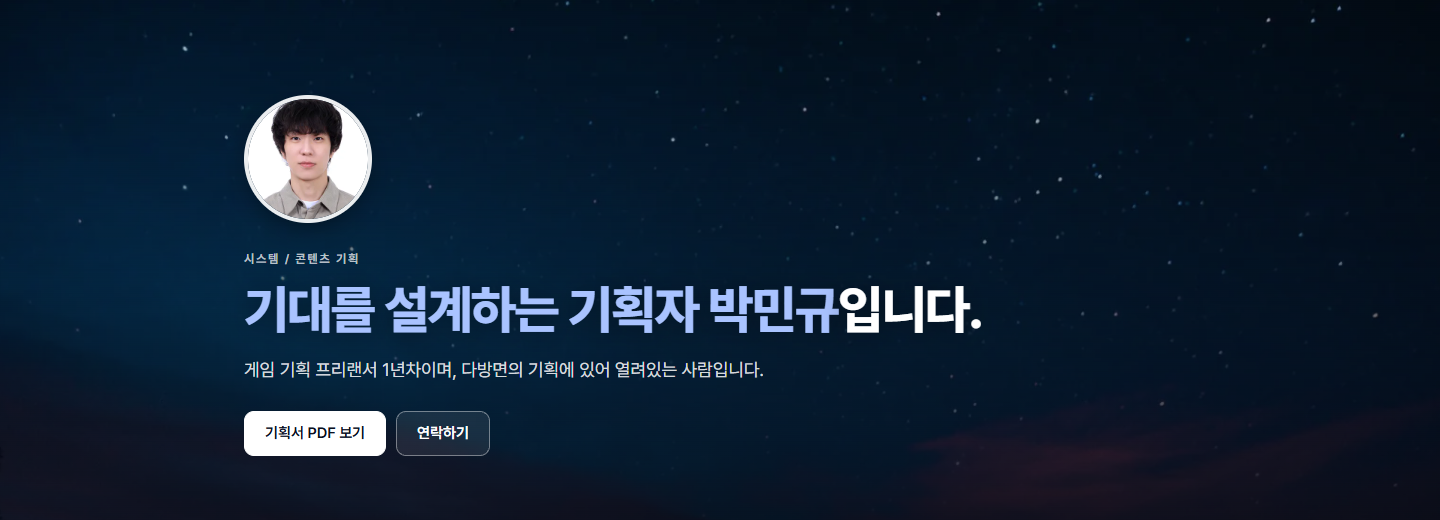 시스템 / 콘텐츠 기획
기대를 설계하는 기획자 박민규입니다.
게임 기획 프리랜서 1년차이며, 다방면의 기획에 있어 열려있는 사람입니다.
기획서 PDF 보기
연락하기